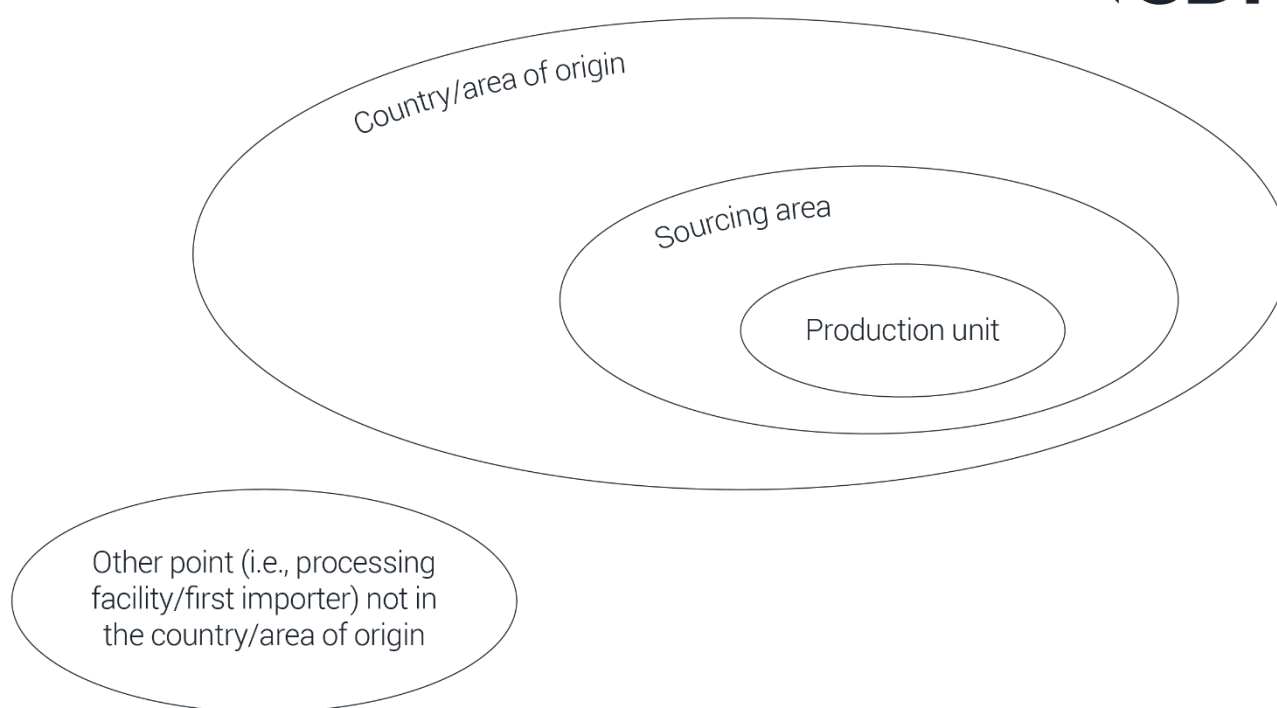 Country/area of origin
Sourcing area
Production unit
Other point (i.e., processing
facility/first importer) not in
the country/area of origin